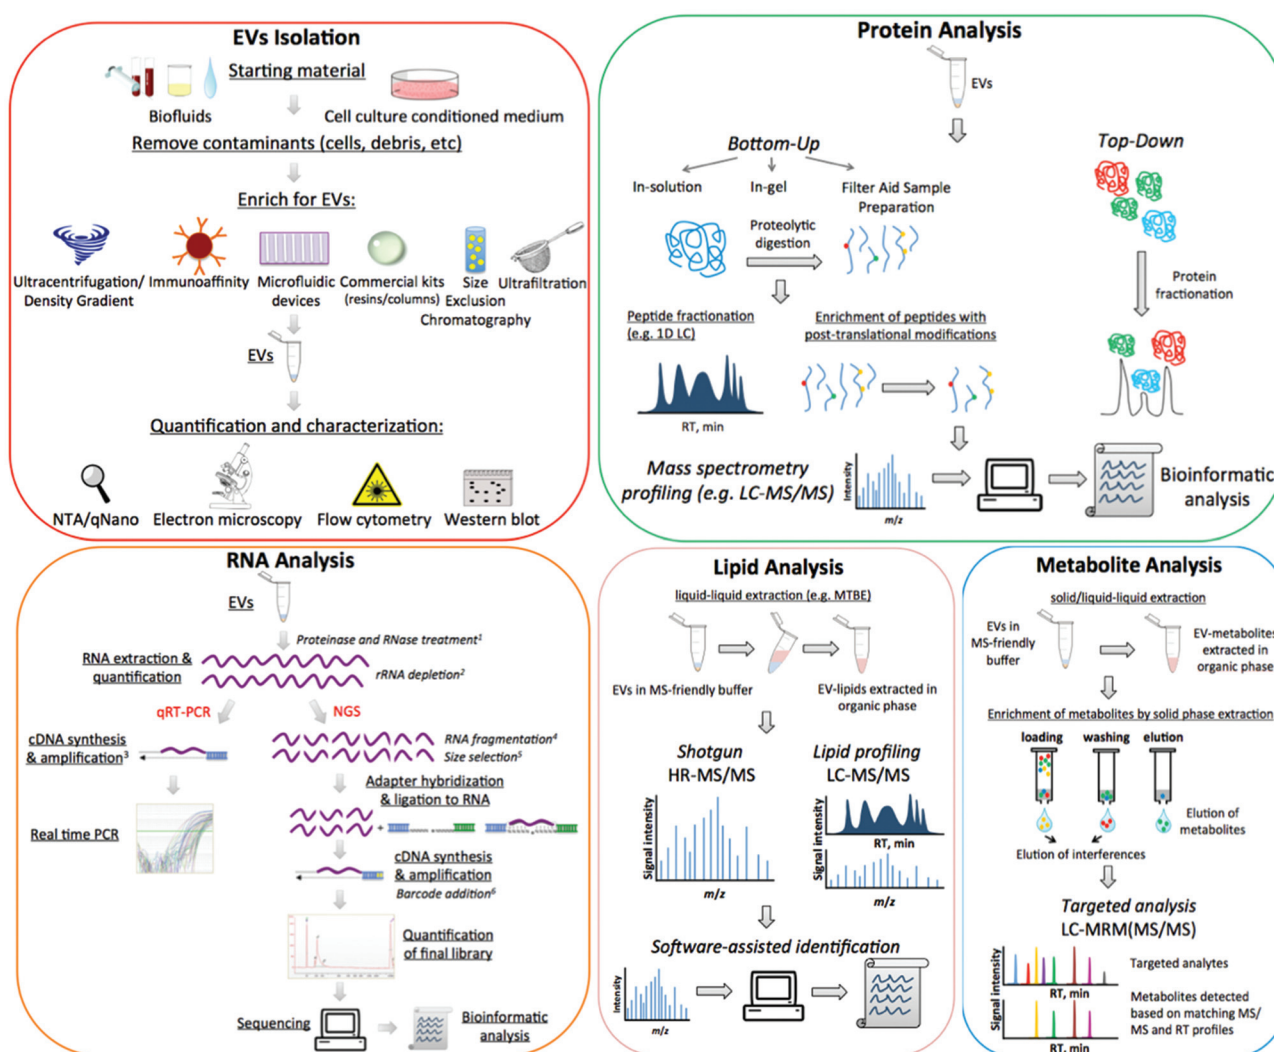 EVs Isolation
Starting material
Biofluids
Cell culture conditioned medium
Remove contaminants (cells, debris, etc)
Enrich for EVs:
Ultracentrifugation/
Density Gradient
Immunoaffinity
Microfluidic
devices
Commercial kits
(resins/columns)
Size
Exclusion
Chromatography
Ultrafiltration
EVs
Quantification and characterization:
NTA/qNano
Electron microscopy
Flow cytometry
Western blot
Protein Analysis
EVs
Bottom-Up
In-solution
In-gel
Filter Aid Sample
Preparation
Proteolytic
digestion
Top-Down
Protein
fractionation
Peptide fractionation
(e.g. 1D LC)
RT, min
Enrichment of peptides with
post-translational modifications
Mass spectrometry
profiling (e.g. LC-MS/MS)
Intensity
m/z
Bioinformatic
analysis
RNA Analysis
EVs
Proteinase and RNase treatment1
RNA extraction &
quantification
rRNA depletion2
qRT-PCR
NGS
cDNA synthesis
& amplification3
RNA fragmentation4
Size selection5
Adapter hybridization
& ligation to RNA
+
Real time PCR
cDNA synthesis
& amplification
Barcode addition6
Quantification
of final library
Sequencing
Bioinformatic
analysis
Lipid Analysis
liquid-liquid extraction (e.g. MTBE)
EVs in MS-friendly buffer
EV-lipids extracted in
organic phase
Shotgun
HR-MS/MS
Signal intensity
m/z
Lipid profiling
LC-MS/MS
Signal intensity
RT, min
m/z
Software-assisted identification
Intensity
m/z
Metabolite Analysis
solid/liquid-liquid extraction
EVs in
MS-friendly
buffer
EV-metabolites
extracted in
organic phase
Enrichment of metabolites by solid phase extraction
loading
washing
elution
Elution of
metabolites
Elution of interferences
Targeted analysis
LC-MRM(MS/MS)
Signal intensity
RT, min
Targeted analytes
RT, min
Metabolites detected
based on matching MS/
MS and RT profiles